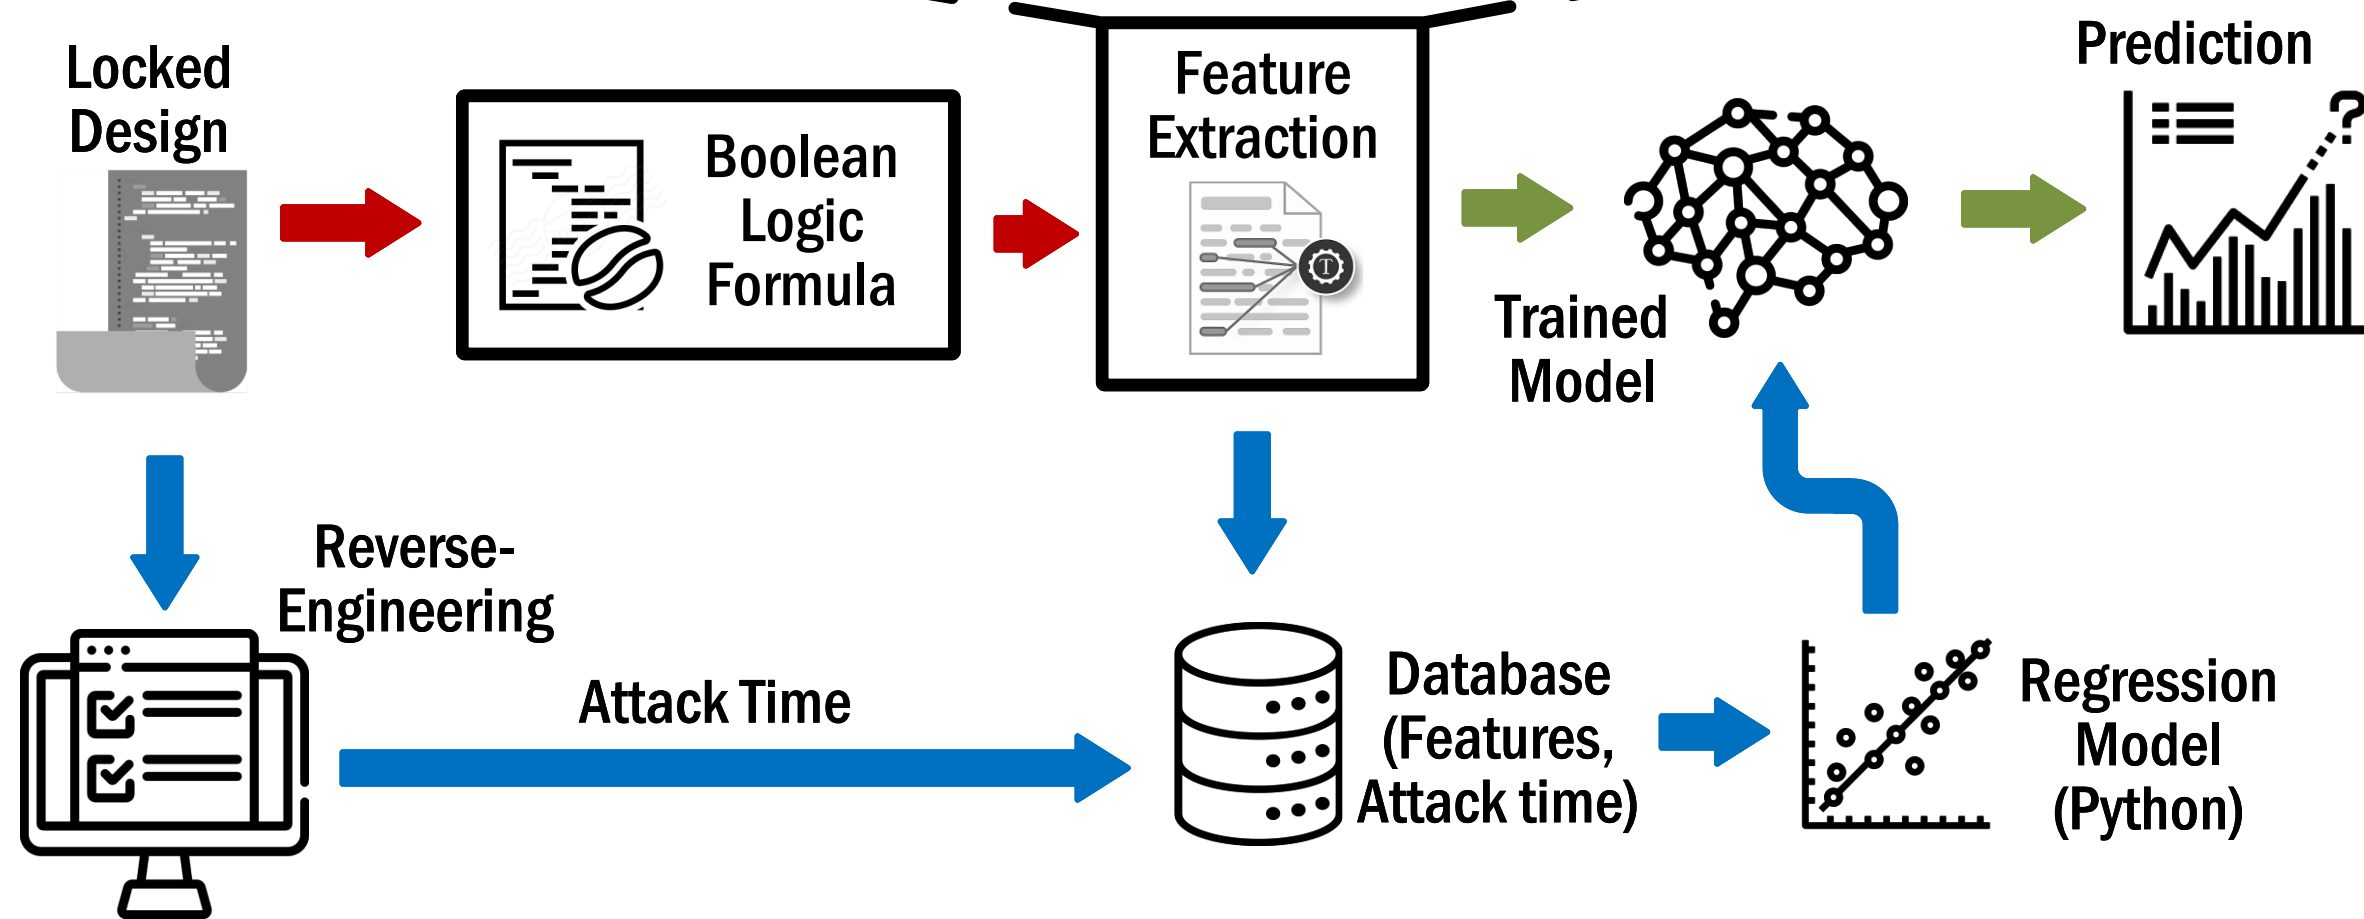 Locked
Design
Boolean
Logic
Formula
Feature
Extraction
T
Trained
Model
Prediction
?
Reverse-
Engineering
Attack Time
Database
(Features,
Attack time)
Regression
Model
(Python)